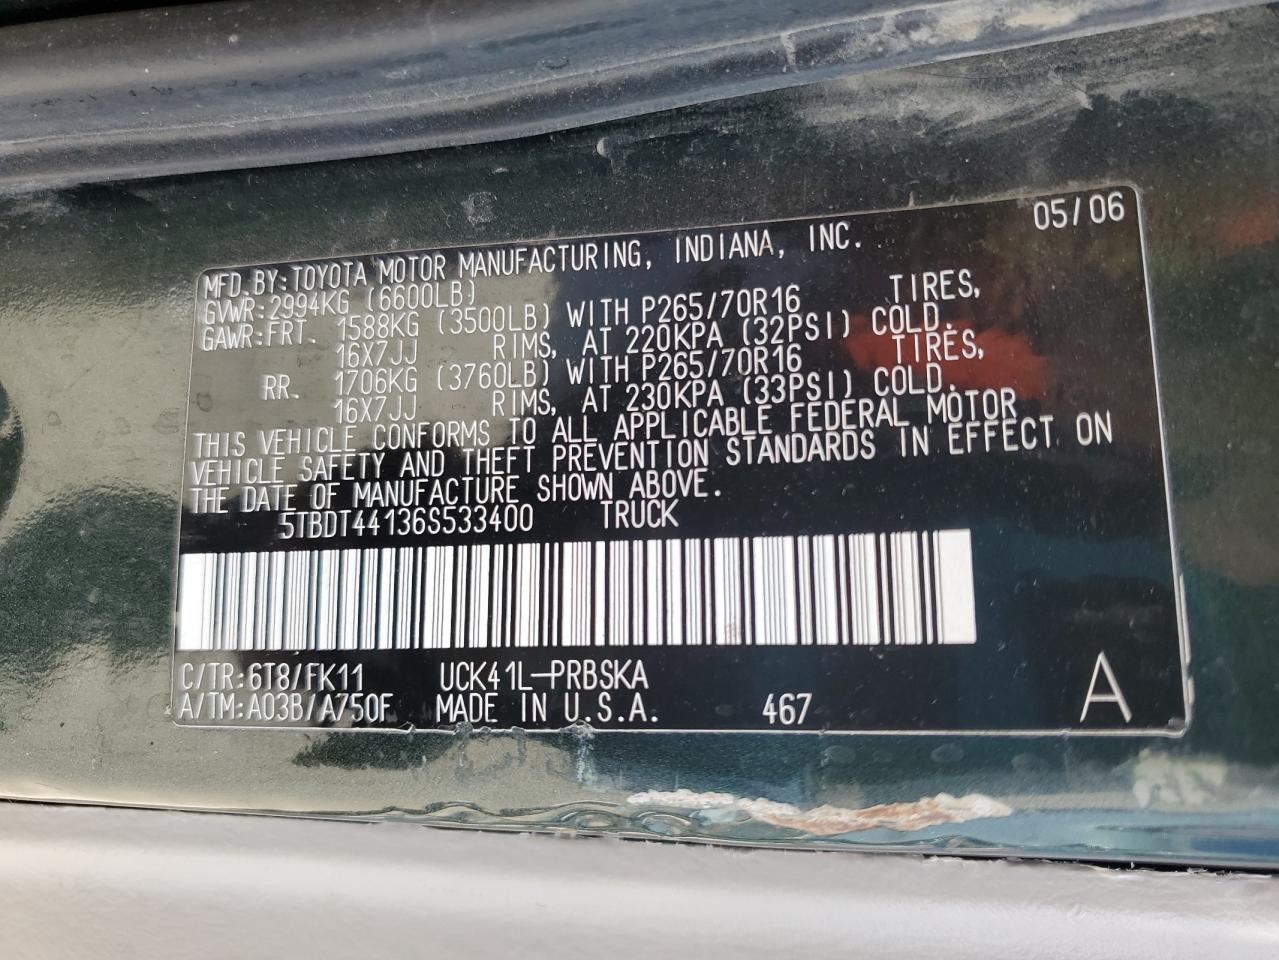 05/06
MFD.BY:TOYOTA MOTOR MANUFACTURING, INDIANA, INC.
GVWR:2994KG (6600LB)
GAWR:FRT. 1588KG (3500LB) WITH P265/70R16 TIRES,
16X7JJ RIMS, AT 220KPA (32PSI) COLD.
RR. 1706KG (3760LB) WITH P265/70R16 TIRES,
16X7JJ RIMS, AT 230KPA (33PSI) COLD.
THIS VEHICLE CONFORMS TO ALL APPLICABLE FEDERAL MOTOR
VEHICLE SAFETY AND THEFT PREVENTION STANDARDS IN EFFECT ON
THE DATE OF MANUFACTURE SHOWN ABOVE.
5TBDT44136S533400 TRUCK
C/TR:6T8/FK11 UCK41L-PRBSKA
A/TM:A03B/A750F MADE IN U.S.A. 467 A